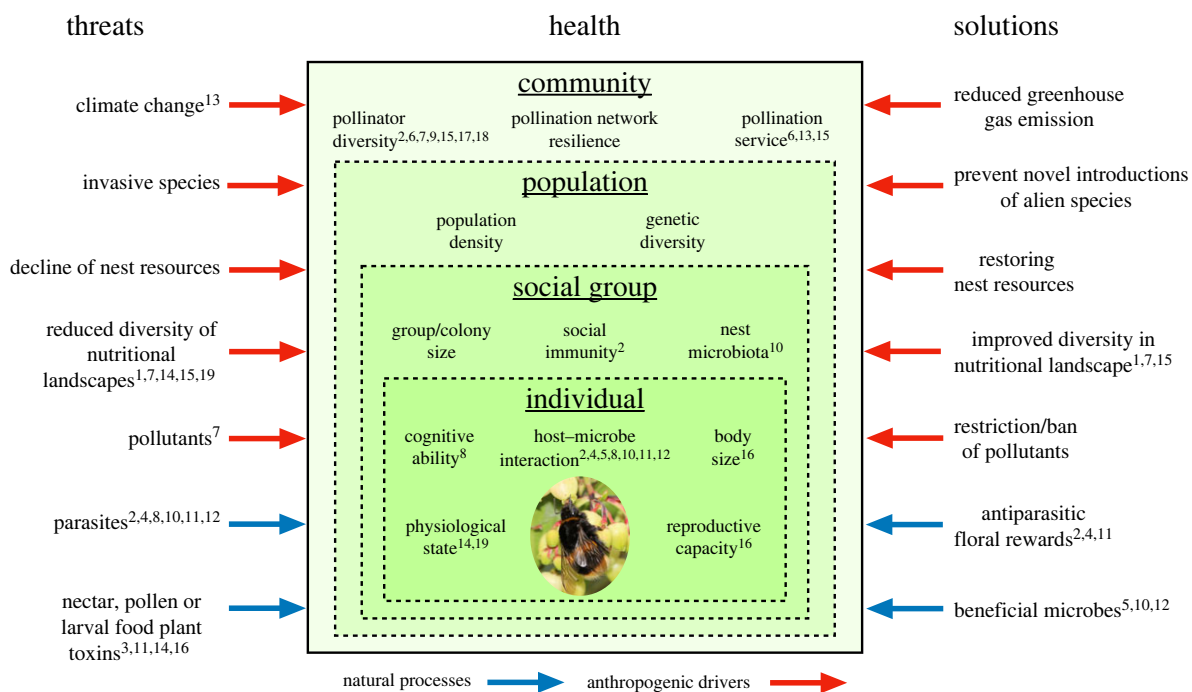 threats
health
solutions
climate change13
invasive species
decline of nest resources
reduced diversity of
nutritional
landscapes1,7,14,15,19
pollutants7
parasites2,4,8,10,11,12
nectar, pollen or
larval food plant
toxins3,11,14,16
community
pollinator
diversity2,6,7,9,15,17,18
pollination network
resilience
pollination
service6,13,15
population
population
density
genetic
diversity
social group
group/colony
size
social
immunity2
nest
microbiota10
individual
cognitive
ability8
host–microbe
interaction2,4,5,8,10,11,12
body
size16
physiological
state14,19
reproductive
capacity16
reduced greenhouse
gas emission
prevent novel introductions
of alien species
restoring
nest resources
improved diversity in
nutritional landscape1,7,15
restriction/ban
of pollutants
antiparasitic
floral rewards2,4,11
beneficial microbes5,10,12
natural processes
anthropogenic drivers